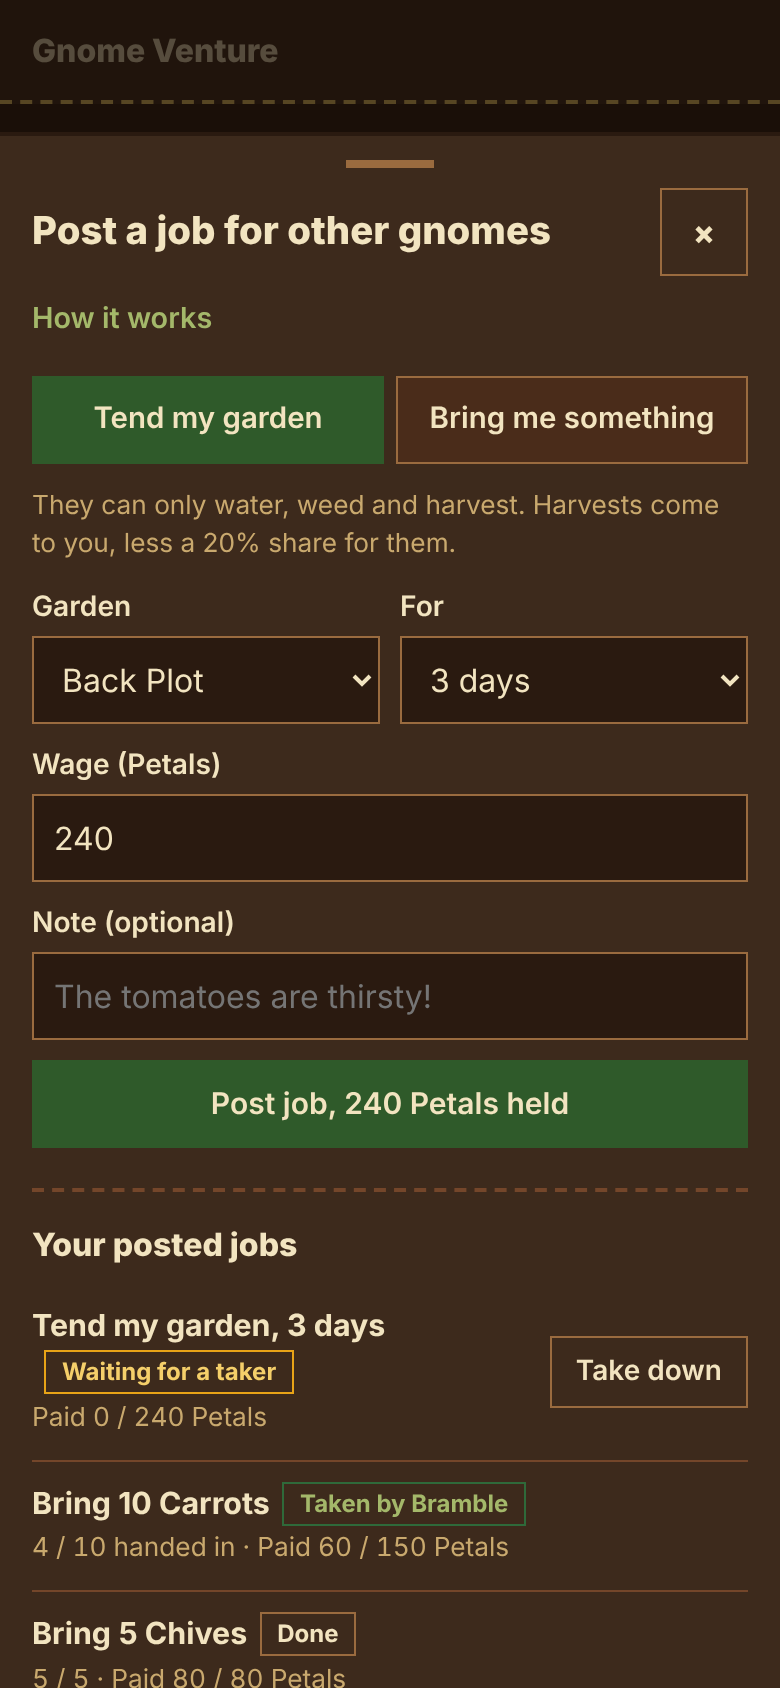 Gnome Venture
Post a job for other gnomes
×
How it works
Tend my garden
Bring me something
They can only water, weed and harvest. Harvests come
to you, less a 20% share for them.
Garden
For
Back Plot
3 days
Wage (Petals)
240
Note (optional)
The tomatoes are thirsty!
Post job, 240 Petals held
Your posted jobs
Tend my garden, 3 days
Waiting for a taker
Take down
Paid 0 / 240 Petals
Bring 10 Carrots Taken by Bramble
4 / 10 handed in · Paid 60 / 150 Petals
Bring 5 Chives Done
5 / 5 · Paid 80 / 80 Petals